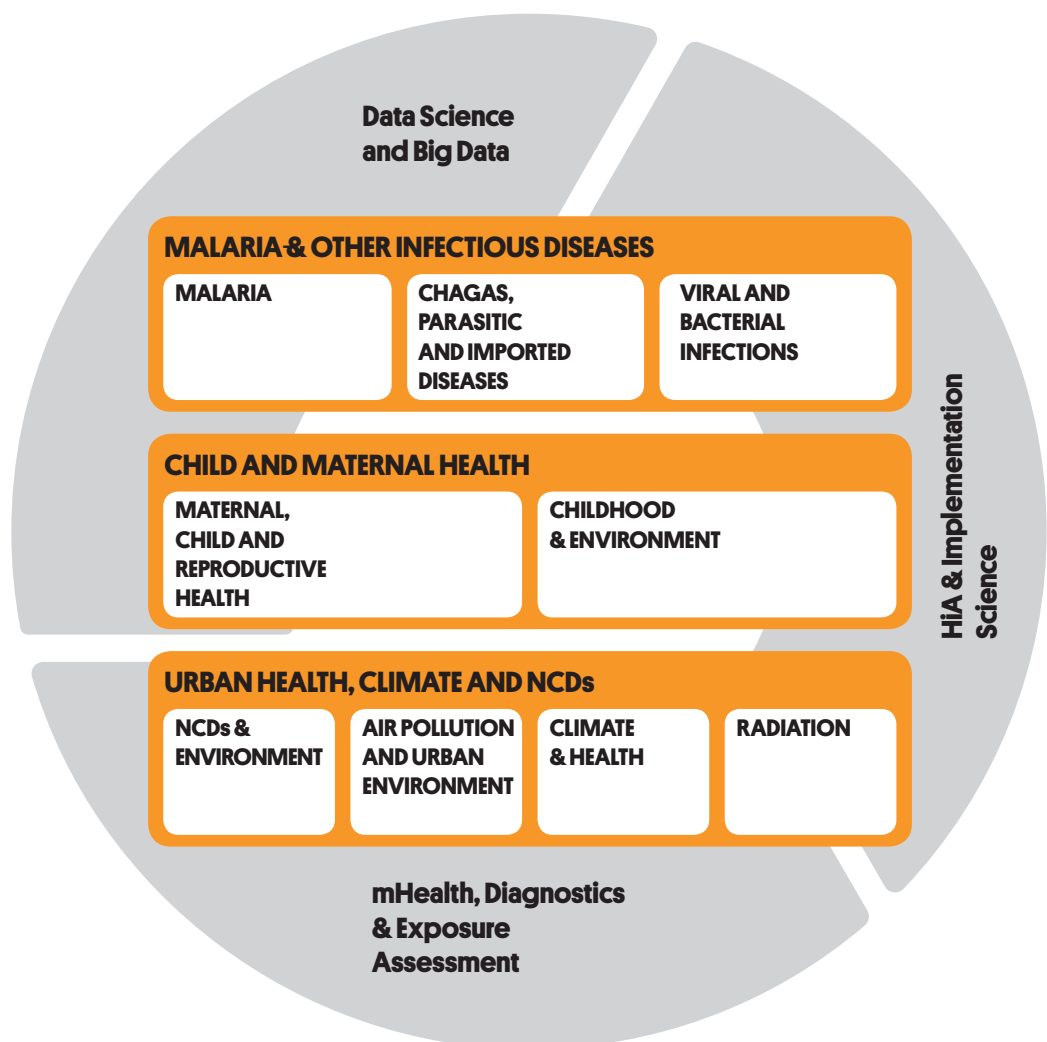 Data Science
and Big Data
MALARIA & OTHER INFECTIOUS DISEASES
MALARIA
CHAGAS,
PARASITIC
AND IMPORTED
DISEASES
VIRAL AND
BACTERIAL
INFECTIONS
HiA & Implementation
Science
CHILD AND MATERNAL HEALTH
MATERNAL,
CHILD AND
REPRODUCTIVE
HEALTH
CHILDHOOD
& ENVIRONMENT
URBAN HEALTH, CLIMATE AND NCDs
NCDs &
ENVIRONMENT
AIR POLLUTION
AND URBAN
ENVIRONMENT
CLIMATE
& HEALTH
RADIATION
mHealth, Diagnostics
& Exposure
Assessment